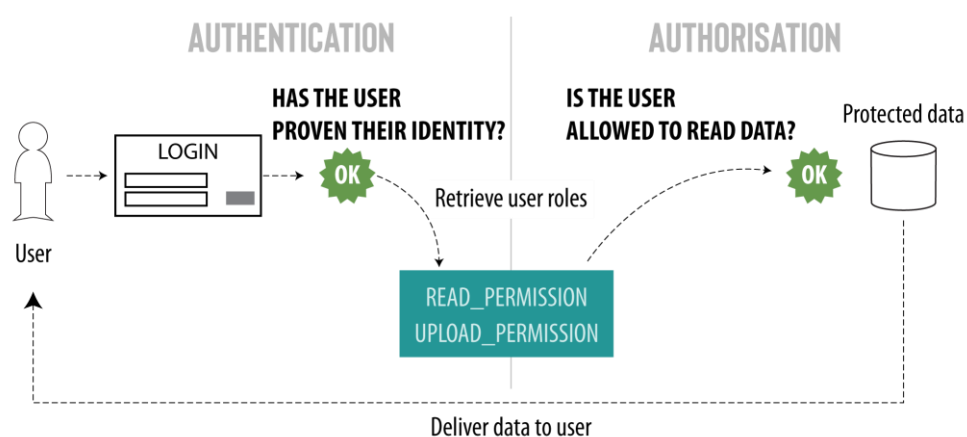 AUTHENTICATION
AUTHORISATION
HAS THE USER
PROVEN THEIR IDENTITY?
IS THE USER
ALLOWED TO READ DATA?
Protected data
LOGIN
OK
OK
Retrieve user roles
User
READ_PERMISSION
UPLOAD_PERMISSION
Deliver data to user